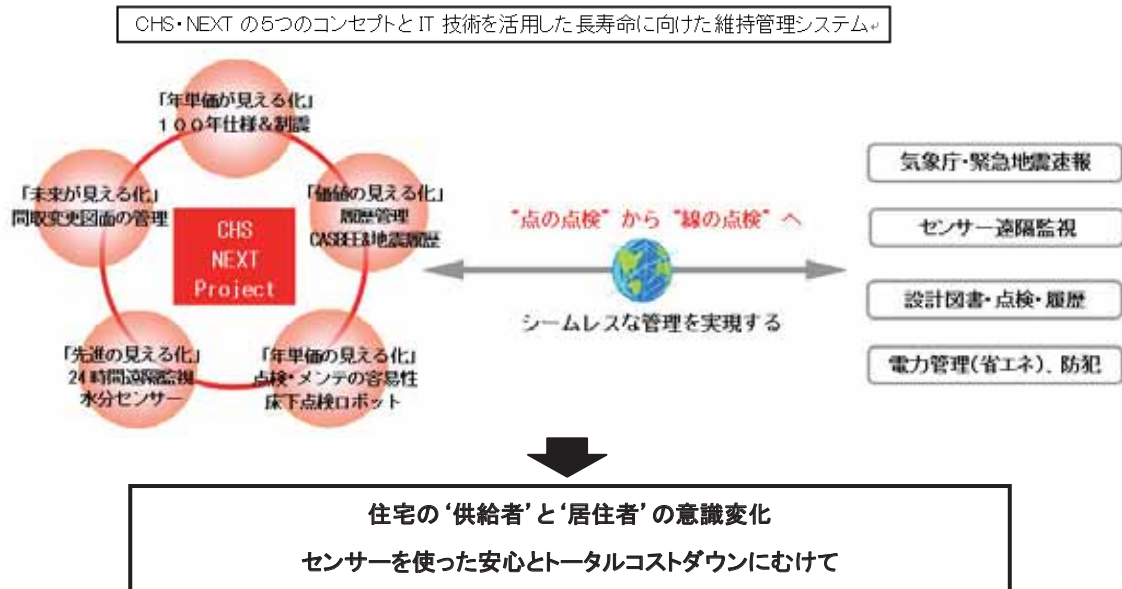 CHS・NEXT の5つのコンセプトと IT 技術を活用した長寿命に向けた維持管理システム
「年単価が見える化」
100年仕様&制震
「未来が見える化」
間取変更図面の管理
「価値の見える化」
履歴管理
CASBEE&地震履歴
CHS
NEXT
Project
「先進の見える化」
24時間遠隔監視
水分センサー
「年単価の見える化」
点検・メンテの容易性
床下点検ロボット
"点の点検" から "線の点検" へ
シームレスな管理を実現する
気象庁・緊急地震速報
センサー遠隔監視
設計図書・点検・履歴
電力管理(省エネ)、防犯
住宅の‘供給者’と‘居住者’の意識変化
センサーを使った安心とトータルコストダウンにむけて